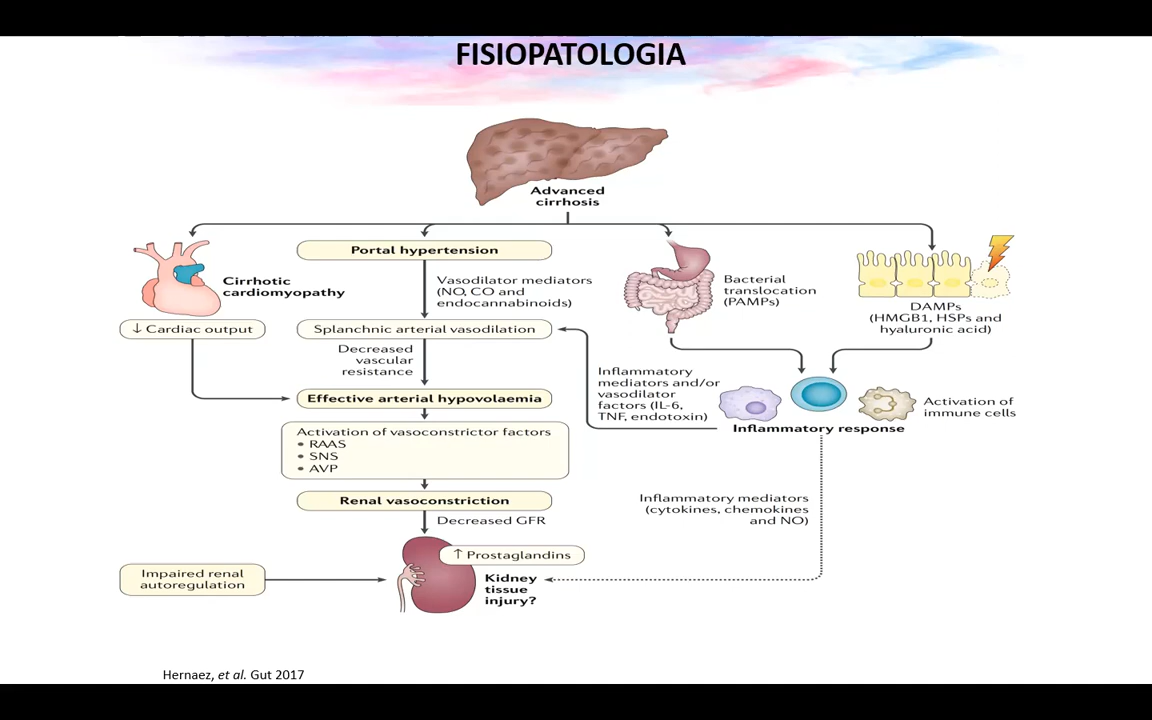 FISIOPATOLOGIA
Advanced
cirrhosis
Cirrhotic
cardiomyopathy
↓ Cardiac output
Portal hypertension
Vasodilator mediators
(NO, CO and
endocannabinoids)
Splanchnic arterial vasodilation
Decreased
vascular
resistance
Effective arterial hypovolaemia
Activation of vasoconstrictor factors
• RAAS
• SNS
• AVP
Renal vasoconstriction
Decreased GFR
↑ Prostaglandins
Kidney
tissue
injury?
Impaired renal
autoregulation
Bacterial
translocation
(PAMPs)
DAMPs
(HMGB1, HSPs and
hyaluronic acid)
Inflammatory
mediators and/or
vasodilator
factors (IL-6,
TNF, endotoxin)
Activation of
immune cells
Inflammatory response
Inflammatory mediators
(cytokines, chemokines
and NO)
Hernaez, et al. Gut 2017